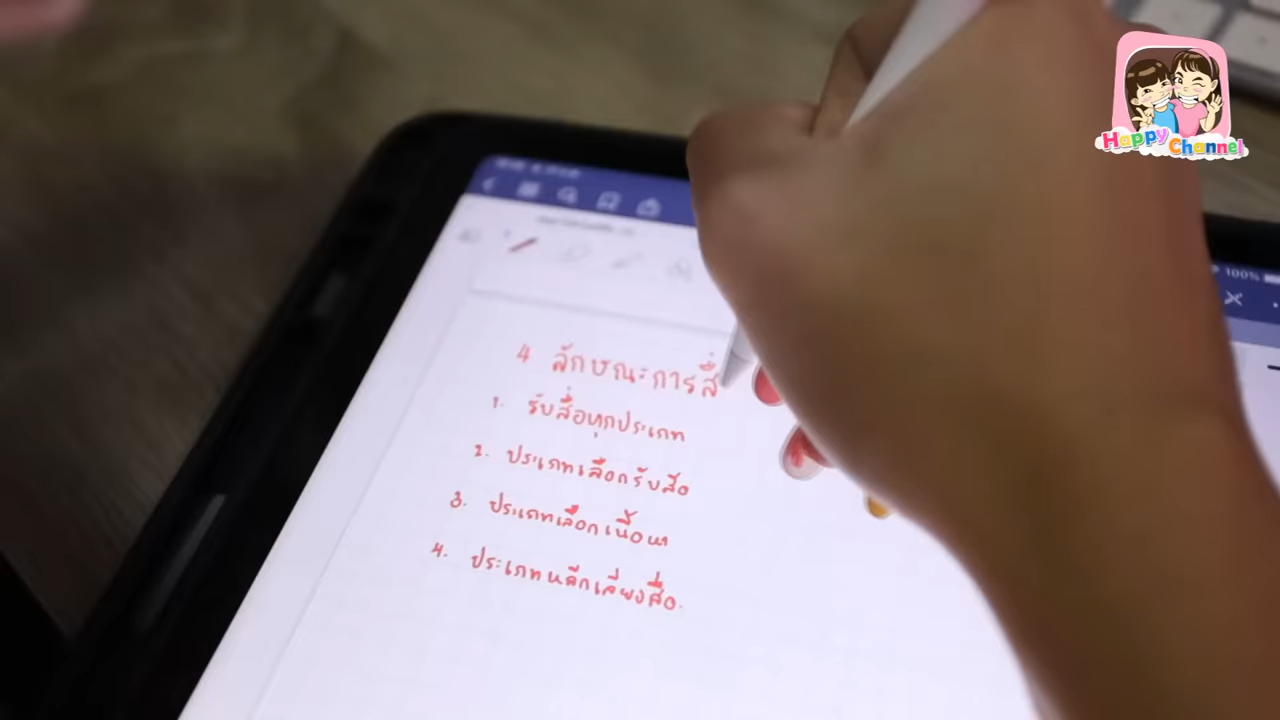 100%
4 ลักษณะการสื่
1. รับสื่อทุกประเภท
2. ประเภทเลือกรับสื่อ
3. ประเภทเลือกเนื้อหา
4. ประเภทหลีกเลี่ยงสื่อ.
Happy Channel